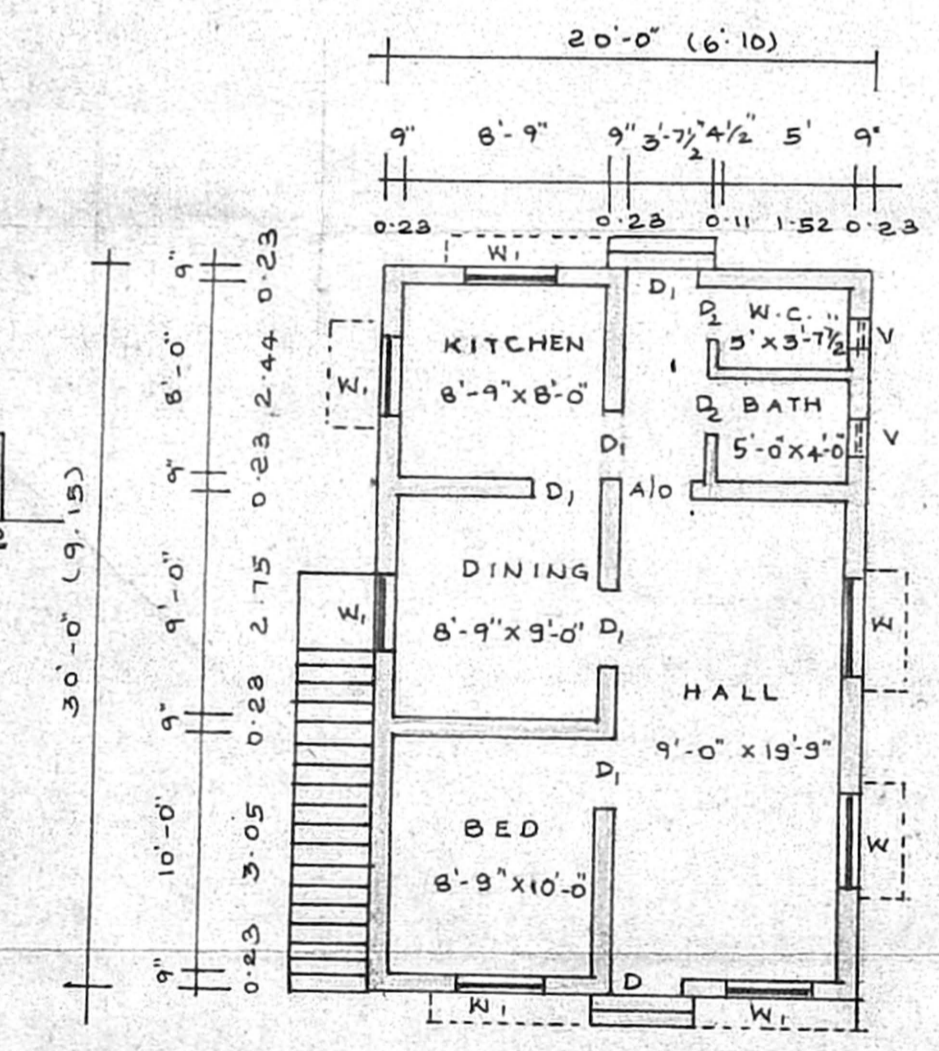 20'-0" (6·10)
9" 8'-9" 9" 3'-7½" 4½" 5' 9"
0·23 0·23 0·11 1·52 0·23
W₁
D₁
D₂ W.C.
5' x 3'-7½"
V
KITCHEN
8'-9" x 8'-0"
W₁
D₂ BATH
5'-0" x 4'-0"
V
D₁
D₁ A/O
DINING
8'-9" x 9'-0" D₁
W₁
W
HALL
9'-0" x 19'-9"
D₁
BED
8'-9" x 10'-0"
W
D
W₁
W₁
30'-0" (9·15)
9" 8'-0" 9" 9'-0" 9" 10'-0" 9"
0·23 2·44 0·23 2·75 0·23 3·05 0·23